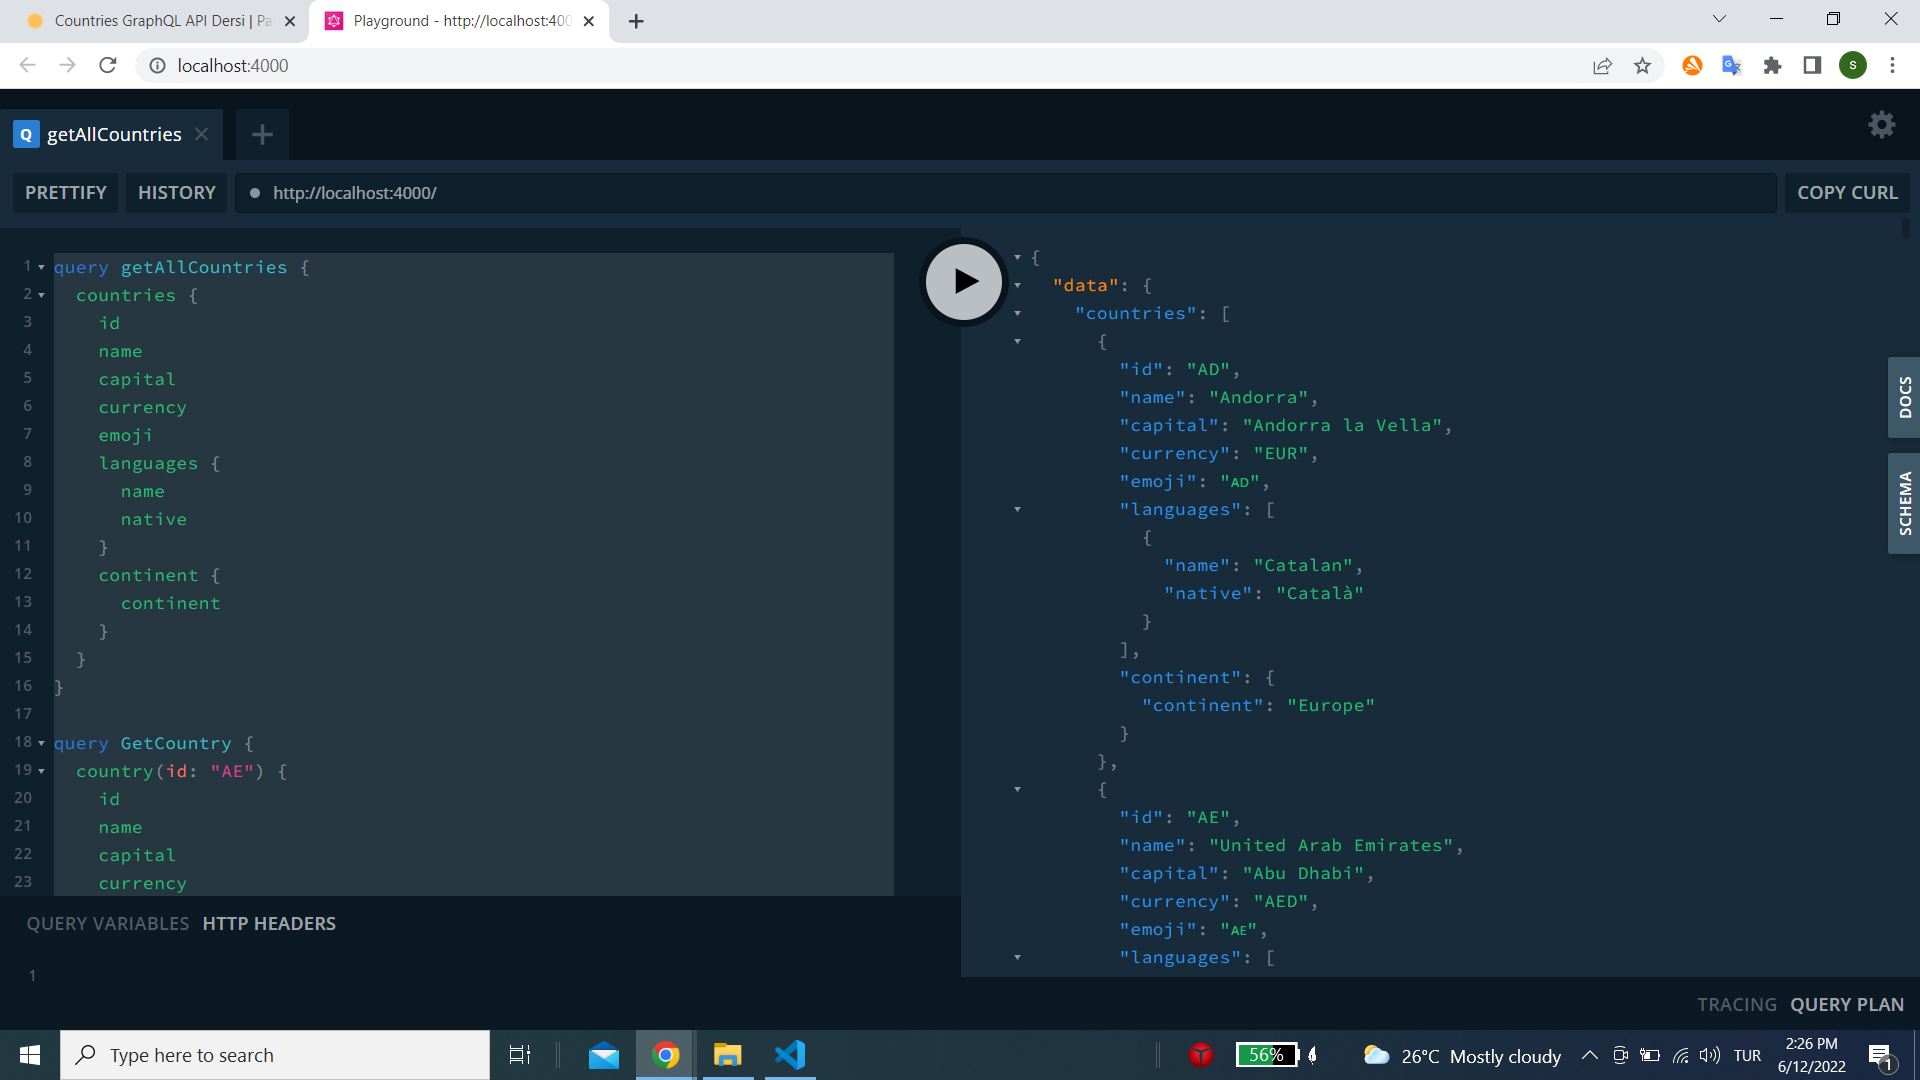 Countries GraphQL API Dersi | Pa
Playground - http://localhost:400
localhost:4000
S
Q getAllCountries
PRETTIFY
HISTORY
http://localhost:4000/
COPY CURL
1 query getAllCountries {
2 countries {
3 id
4 name
5 capital
6 currency
7 emoji
8 languages {
9 name
10 native
11 }
12 continent {
13 continent
14 }
15 }
16 }
17
18 query GetCountry {
19 country(id: "AE") {
20 id
21 name
22 capital
23 currency
{
"data": {
"countries": [
{
"id": "AD",
"name": "Andorra",
"capital": "Andorra la Vella",
"currency": "EUR",
"emoji": "🇦🇩",
"languages": [
{
"name": "Catalan",
"native": "Català"
}
],
"continent": {
"continent": "Europe"
}
},
{
"id": "AE",
"name": "United Arab Emirates",
"capital": "Abu Dhabi",
"currency": "AED",
"emoji": "🇦🇪",
"languages": [
DOCS
SCHEMA
QUERY VARIABLES HTTP HEADERS
1
TRACING QUERY PLAN
Type here to search
56%
26°C Mostly cloudy
TUR
2:26 PM
6/12/2022
1